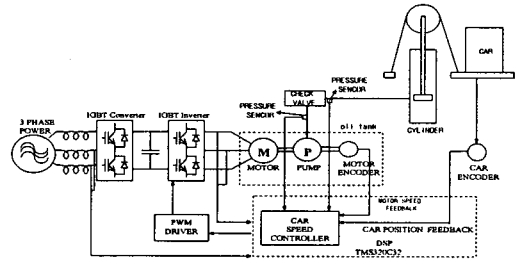 CAR
PRESSURE
SENSOR
CHECK
VALVE
PRESSURE
SENSOR
IGBT Converter
IGBT Inverter
3 PHASE
POWER
CYLINDER
oil tank
M
P
MOTOR
PUMP
MOTOR
ENCODER
CAR
ENCODER
MOTOR SPEED
FEEDBACK
PWM
DRIVER
CAR
SPEED
CONTROLLER
CAR POSITION FEEDBACK
DSP
TMS320C32